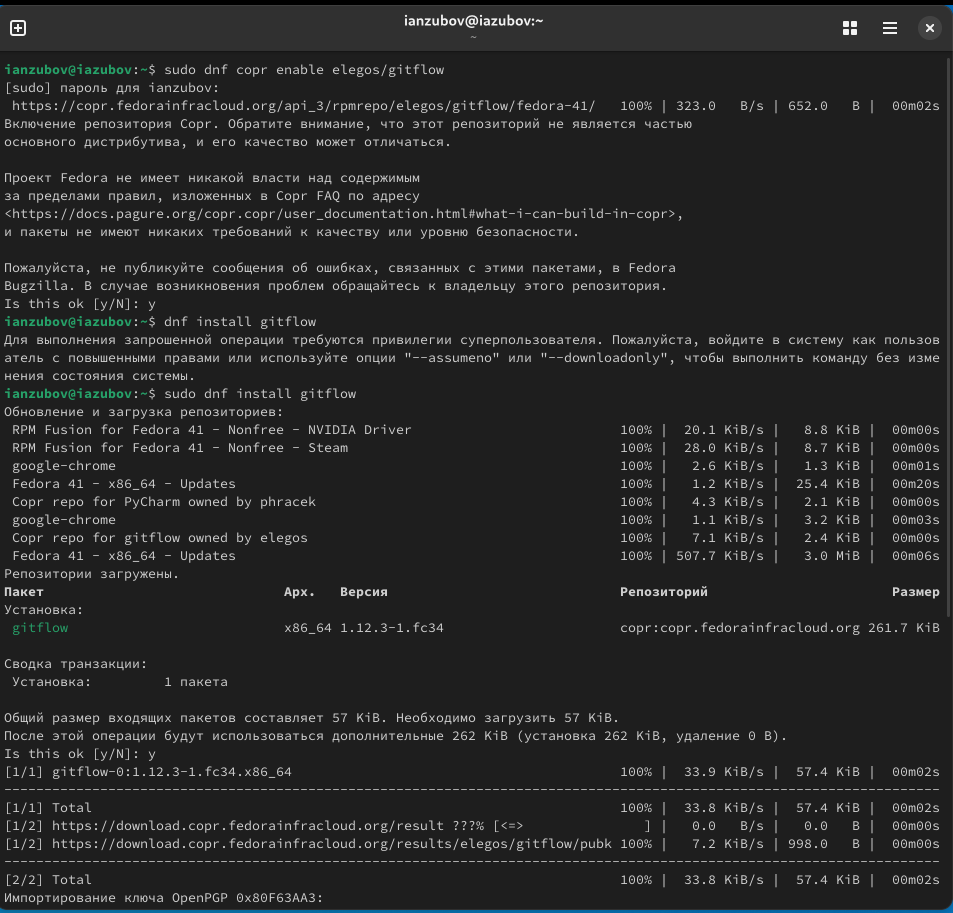 ianzubov@iazubov:~
~
ianzubov@iazubov:~$ sudo dnf copr enable elegos/gitflow
[sudo] пароль для ianzubov:
https://copr.fedorainfracloud.org/api_3/rpmrepo/elegos/gitflow/fedora-41/ 100% | 323.0 B/s | 652.0 B | 00m02s
Включение репозитория Copr. Обратите внимание, что этот репозиторий не является частью
основного дистрибутива, и его качество может отличаться.
Проект Fedora не имеет никакой власти над содержимым
за пределами правил, изложенных в Copr FAQ по адресу
<https://docs.pagure.org/copr.copr/user_documentation.html#what-i-can-build-in-copr>,
и пакеты не имеют никаких требований к качеству или уровню безопасности.
Пожалуйста, не публикуйте сообщения об ошибках, связанных с этими пакетами, в Fedora
Bugzilla. В случае возникновения проблем обращайтесь к владельцу этого репозитория.
Is this ok [y/N]: y
ianzubov@iazubov:~$ dnf install gitflow
Для выполнения запрошенной операции требуются привилегии суперпользователя. Пожалуйста, войдите в систему как пользов
атель с повышенными правами или используйте опции "--assumeno" или "--downloadonly", чтобы выполнить команду без изме
нения состояния системы.
ianzubov@iazubov:~$ sudo dnf install gitflow
Обновление и загрузка репозиториев:
RPM Fusion for Fedora 41 - Nonfree - NVIDIA Driver 100% | 20.1 KiB/s | 8.8 KiB | 00m00s
RPM Fusion for Fedora 41 - Nonfree - Steam 100% | 28.0 KiB/s | 8.7 KiB | 00m00s
google-chrome 100% | 2.6 KiB/s | 1.3 KiB | 00m01s
Fedora 41 - x86_64 - Updates 100% | 1.2 KiB/s | 25.4 KiB | 00m20s
Copr repo for PyCharm owned by phracek 100% | 4.3 KiB/s | 2.1 KiB | 00m00s
google-chrome 100% | 1.1 KiB/s | 3.2 KiB | 00m03s
Copr repo for gitflow owned by elegos 100% | 7.1 KiB/s | 2.4 KiB | 00m00s
Fedora 41 - x86_64 - Updates 100% | 507.7 KiB/s | 3.0 MiB | 00m06s
Репозитории загружены.
Пакет Арх. Версия Репозиторий Размер
Установка:
gitflow x86_64 1.12.3-1.fc34 copr:copr.fedorainfracloud.org 261.7 KiB
Сводка транзакции:
Установка: 1 пакета
Общий размер входящих пакетов составляет 57 KiB. Необходимо загрузить 57 KiB.
После этой операции будут использоваться дополнительные 262 KiB (установка 262 KiB, удаление 0 B).
Is this ok [y/N]: y
[1/1] gitflow-0:1.12.3-1.fc34.x86_64 100% | 33.9 KiB/s | 57.4 KiB | 00m02s
---------------------------------------------------------------------------------------------------------------------
[1/1] Total 100% | 33.8 KiB/s | 57.4 KiB | 00m02s
[1/2] https://download.copr.fedorainfracloud.org/result ???% [<=> ] | 0.0 B/s | 0.0 B | 00m00s
[1/2] https://download.copr.fedorainfracloud.org/results/elegos/gitflow/pubk 100% | 7.2 KiB/s | 998.0 B | 00m00s
---------------------------------------------------------------------------------------------------------------------
[2/2] Total 100% | 33.8 KiB/s | 57.4 KiB | 00m02s
Импортирование ключа OpenPGP 0x80F63AA3: